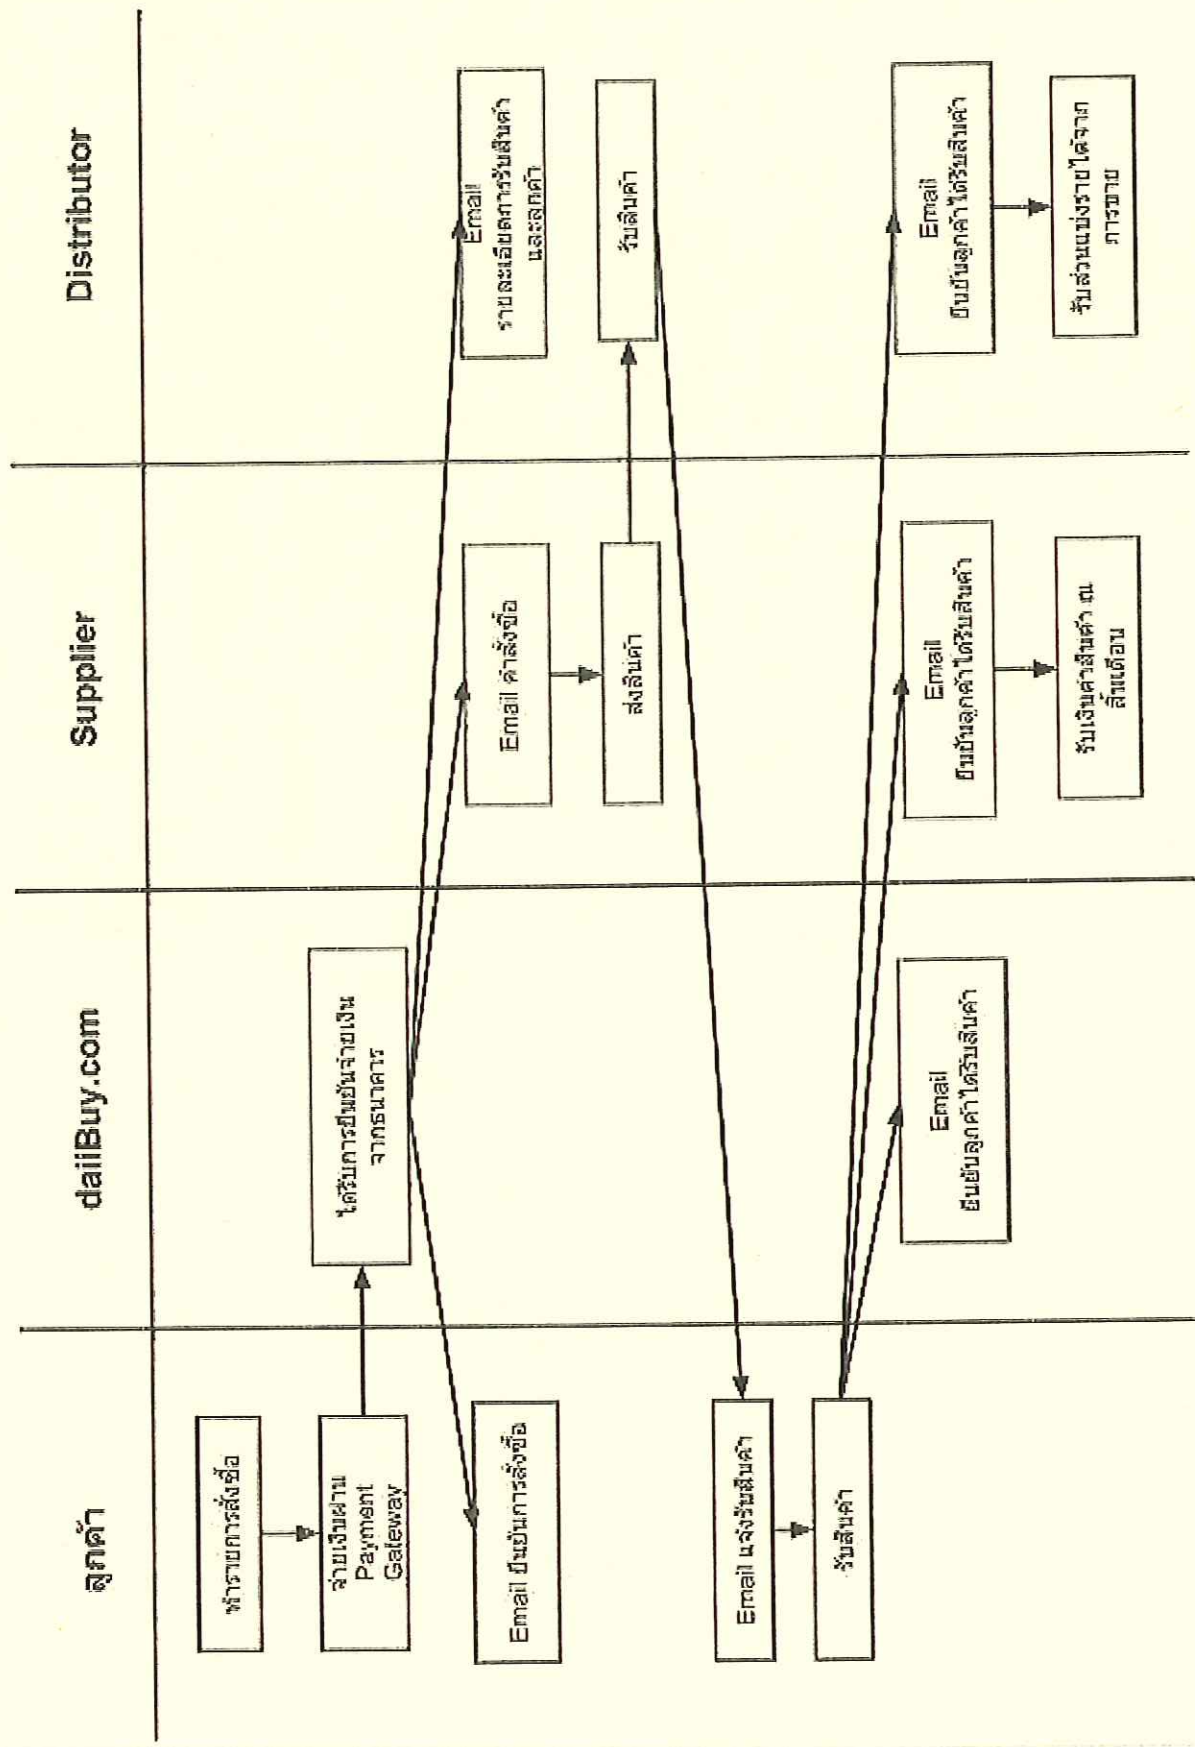 ลูกค้า
daiiBuy.com
Supplier
Distributor
ทำรายการสั่งซื้อ
จ่ายเงินผ่าน
Payment
Gateway
ได้รับการยืนยันจ่ายเงิน
จากธนาคาร
Email ยืนยันการสั่งซื้อ
Email คำสั่งซื้อ
Email
รายละเอียดการรับสินค้า
และลูกค้า
ส่งสินค้า
รับสินค้า
Email แจ้งรับสินค้า
รับสินค้า
Email
ยืนยันลูกค้าได้รับสินค้า
Email
ยืนยันลูกค้าได้รับสินค้า
Email
ยืนยันลูกค้าได้รับสินค้า
รับเงินค่าสินค้า ณ
สิ้นเดือน
รับส่วนแบ่งรายได้จาก
การขาย